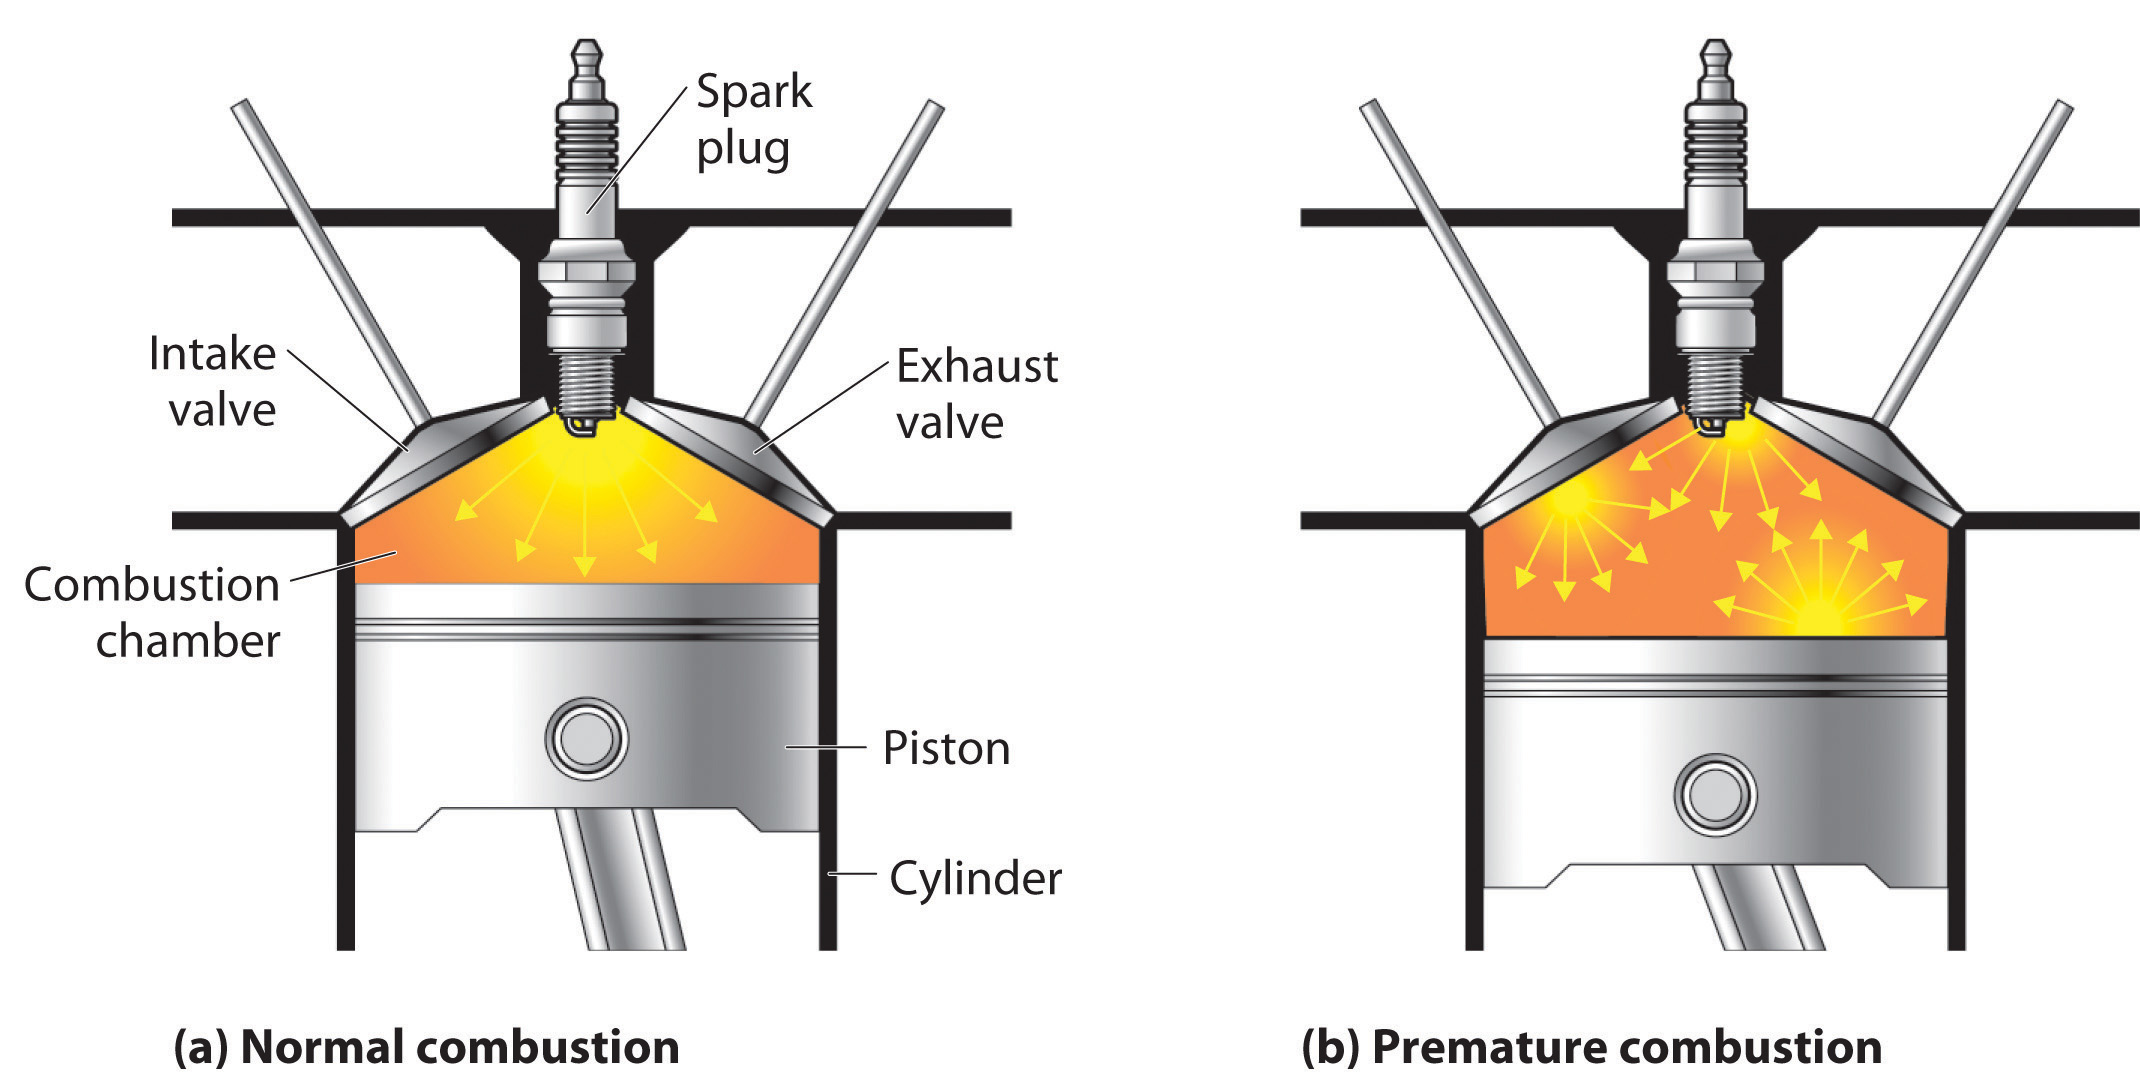 Spark
plug
Intake
valve
Exhaust
valve
Combustion
chamber
Piston
Cylinder
(a) Normal combustion
(b) Premature combustion